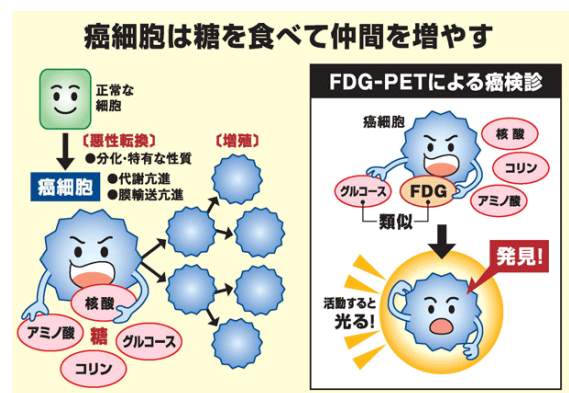 癌細胞は糖を食べて仲間を増やす
正常な
細胞
〔悪性転換〕
●分化・特有な性質
●代謝亢進
●膜輸送亢進
癌細胞
〔増殖〕
核酸
アミノ酸
糖
グルコース
コリン
FDG-PETによる癌検診
癌細胞
核酸
コリン
アミノ酸
グルコース
FDG
類似
発見!
活動すると
光る!